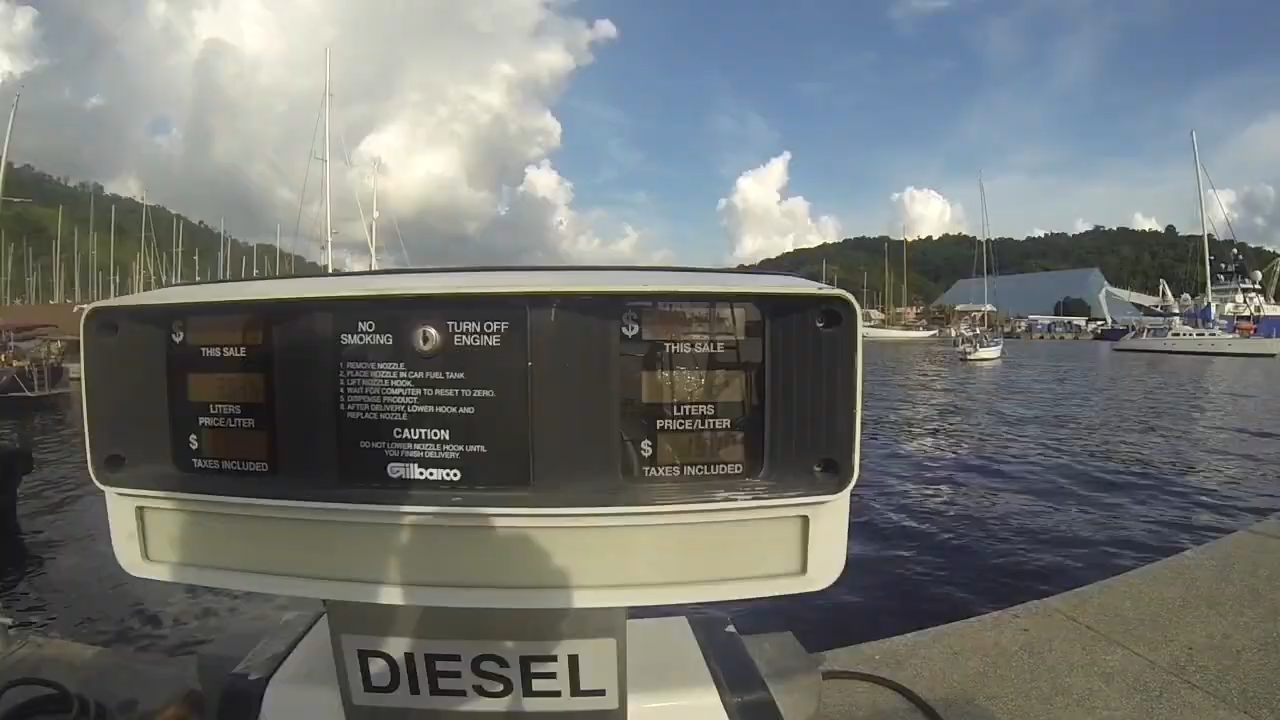 $
THIS SALE
LITERS
PRICE/LITER
$
TAXES INCLUDED
NO
SMOKING
TURN OFF
ENGINE
1. REMOVE NOZZLE.
2. PLACE NOZZLE IN CAR FUEL TANK.
3. LIFT NOZZLE HOOK.
4. WAIT FOR COMPUTER TO RESET TO ZERO.
5. DISPENSE PRODUCT.
6. AFTER DELIVERY, LOWER HOOK AND
REPLACE NOZZLE.
CAUTION
DO NOT LOWER NOZZLE HOOK UNTIL
YOU FINISH DELIVERY.
Gilbarco
$
THIS SALE
LITERS
PRICE/LITER
$
TAXES INCLUDED
DIESEL